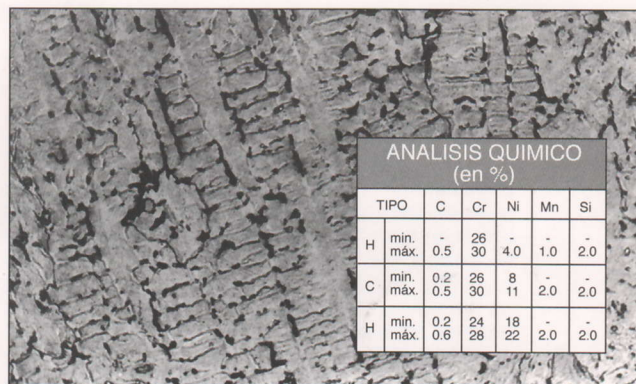 ANALISIS QUIMICO
(en %)
TIPO C Cr Ni Mn Si
H min. - 26 - - -
máx. 0.5 30 4.0 1.0 2.0
C min. 0.2 26 8 - -
máx. 0.5 30 11 2.0 2.0
H min. 0.2 24 18 - -
máx. 0.6 28 22 2.0 2.0